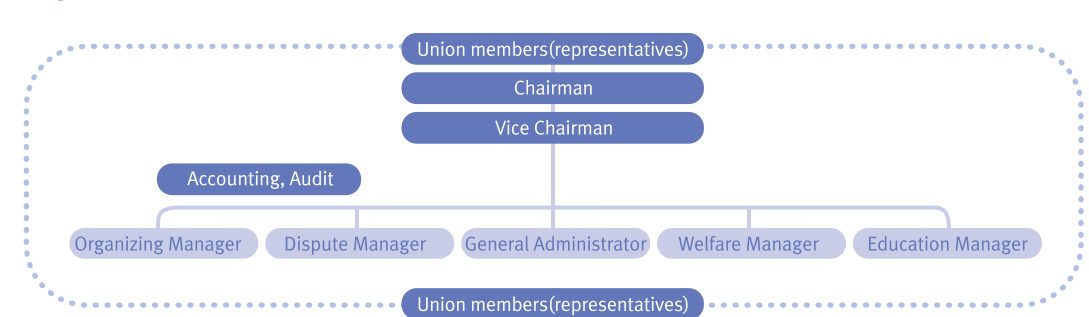 Union members(representatives)
Chairman
Vice Chairman
Accounting, Audit
Organizing Manager
Dispute Manager
General Administrator
Welfare Manager
Education Manager
Union members(representatives)